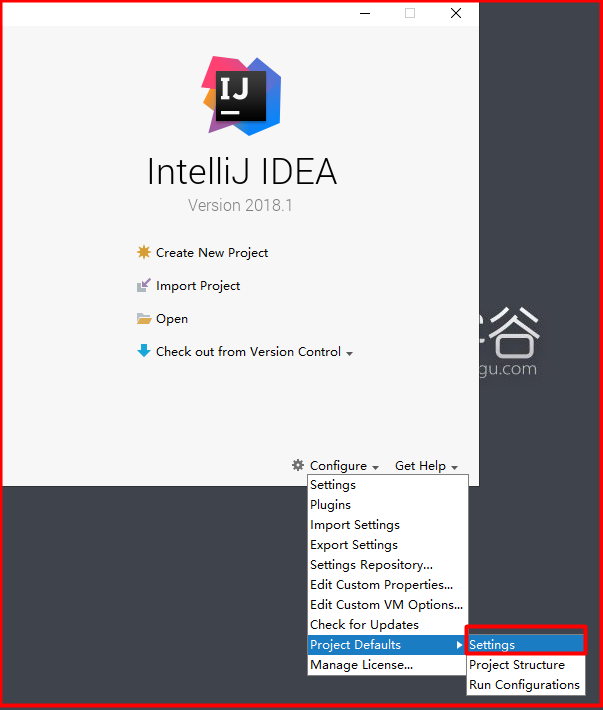 IJ
IntelliJ IDEA
Version 2018.1
Create New Project
Import Project
Open
Check out from Version Control
Configure
Get Help
Settings
Plugins
Import Settings
Export Settings
Settings Repository...
Edit Custom Properties...
Edit Custom VM Options...
Check for Updates
Project Defaults
Settings
Manage License...
Project Structure
Run Configurations
谷
gu.com